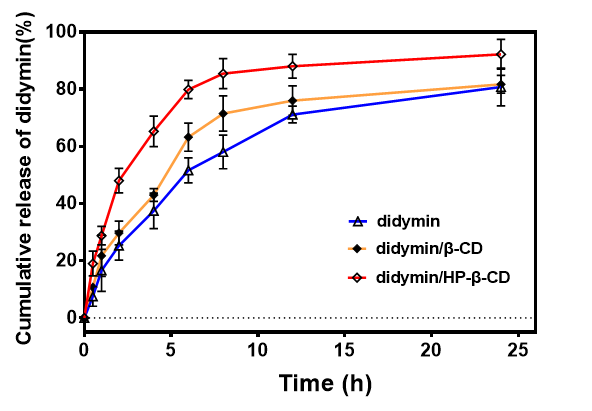 Cumulative release of didymin(%)
100
80
60
40
20
0
didymin
didymin/β-CD
didymin/HP-β-CD
0 5 10 15 20 25
Time (h)